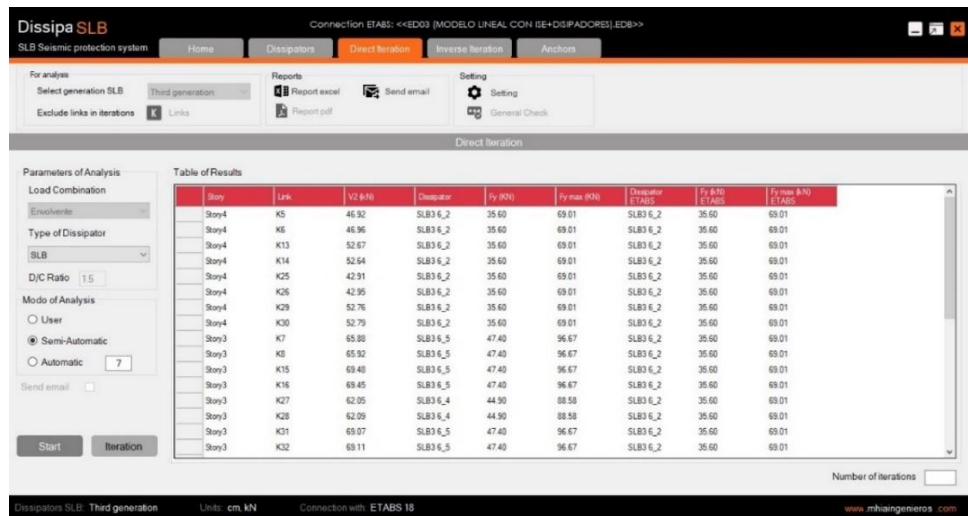 Dissipa SLB
Connection ETABS: <<ED03 (MODELO LINEAL CON ISE+DISIPADORES).EDB>>
SLB Seismic protection system
Home Dissipators Direct Iteration Inverse Iteration Anchors
For analysis
Select generation SLB Third generation
Exclude links in iterations K Links
Reports
Report excel Send email
Report pdf
Setting
Setting
General Check
Direct Iteration
Parameters of Analysis
Load Combination
Envolvente
Type of Dissipator
SLB
D/C Ratio 1.5
Modo of Analysis
User
Semi-Automatic
Automatic 7
Send email
Start Iteration
Table of Results
Story Link V2 (kN) Dissipator Fy (KN) Fy max (KN) Dissipator ETABS Fy (kN) ETABS Fy max (kN) ETABS
Story4 K5 46.92 SLB3 6_2 35.60 69.01 SLB3 6_2 35.60 69.01
Story4 K6 46.96 SLB3 6_2 35.60 69.01 SLB3 6_2 35.60 69.01
Story4 K13 52.67 SLB3 6_2 35.60 69.01 SLB3 6_2 35.60 69.01
Story4 K14 52.64 SLB3 6_2 35.60 69.01 SLB3 6_2 35.60 69.01
Story4 K25 42.91 SLB3 6_2 35.60 69.01 SLB3 6_2 35.60 69.01
Story4 K26 42.95 SLB3 6_2 35.60 69.01 SLB3 6_2 35.60 69.01
Story4 K29 52.76 SLB3 6_2 35.60 69.01 SLB3 6_2 35.60 69.01
Story4 K30 52.79 SLB3 6_2 35.60 69.01 SLB3 6_2 35.60 69.01
Story3 K7 65.88 SLB3 6_5 47.40 96.67 SLB3 6_2 35.60 69.01
Story3 K8 65.92 SLB3 6_5 47.40 96.67 SLB3 6_2 35.60 69.01
Story3 K15 69.48 SLB3 6_5 47.40 96.67 SLB3 6_2 35.60 69.01
Story3 K16 69.45 SLB3 6_5 47.40 96.67 SLB3 6_2 35.60 69.01
Story3 K27 62.05 SLB3 6_4 44.90 88.58 SLB3 6_2 35.60 69.01
Story3 K28 62.09 SLB3 6_4 44.90 88.58 SLB3 6_2 35.60 69.01
Story3 K31 69.07 SLB3 6_5 47.40 96.67 SLB3 6_2 35.60 69.01
Story3 K32 69.11 SLB3 6_5 47.40 96.67 SLB3 6_2 35.60 69.01
Number of iterations
Dissipators SLB: Third generation Units: cm, kN Connection with: ETABS 18 www.mhiaingenieros.com